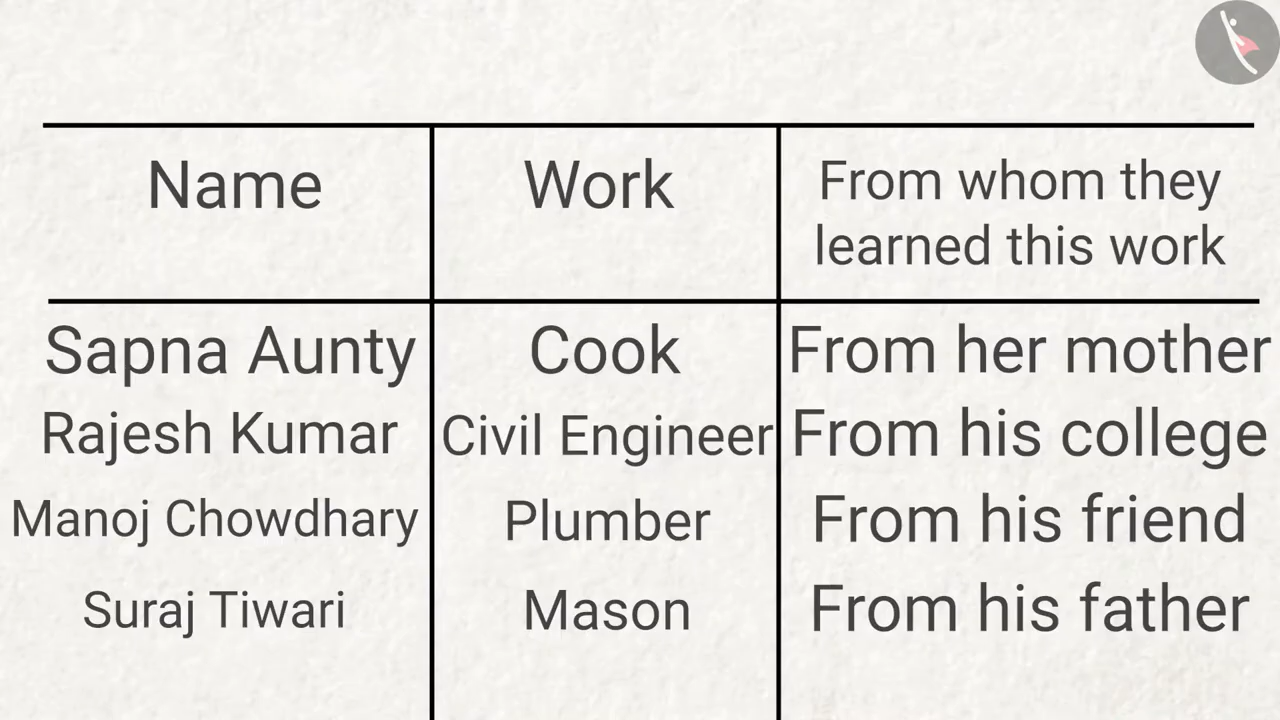 Name Work From whom they
learned this work
Sapna Aunty Cook From her mother
Rajesh Kumar Civil Engineer From his college
Manoj Chowdhary Plumber From his friend
Suraj Tiwari Mason From his father